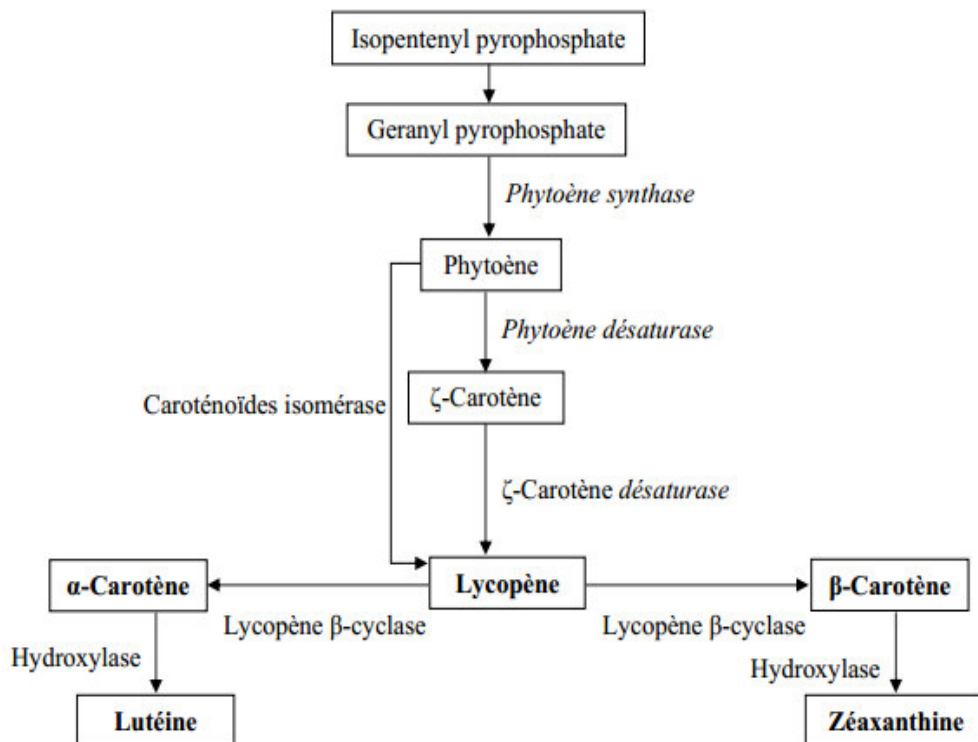 Isopentenyl pyrophosphate
Geranyl pyrophosphate
Phytoène synthase
Phytoène
Phytoène désaturase
Caroténoïdes isomérase
ζ-Carotène
ζ-Carotène désaturase
α-Carotène
Lycopène
β-Carotène
Lycopène β-cyclase
Lycopène β-cyclase
Hydroxylase
Hydroxylase
Lutéine
Zéaxanthine